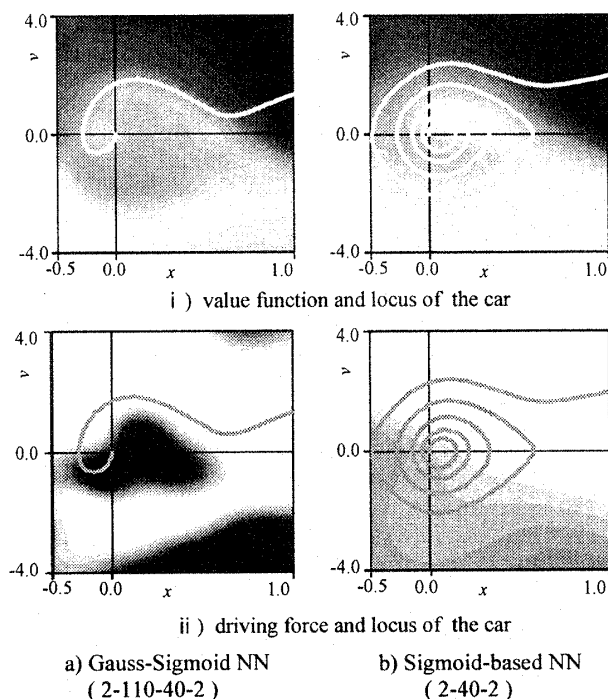 4.0 4.0
v v
0.0 0.0
-4.0 -4.0
-0.5 0.0 x 1.0 -0.5 0.0 x 1.0
i ) value function and locus of the car
4.0 4.0
v v
0.0 0.0
-4.0 -4.0
-0.5 0.0 x 1.0 -0.5 0.0 x 1.0
ii ) driving force and locus of the car
a) Gauss-Sigmoid NN b) Sigmoid-based NN
( 2-110-40-2 ) ( 2-40-2 )